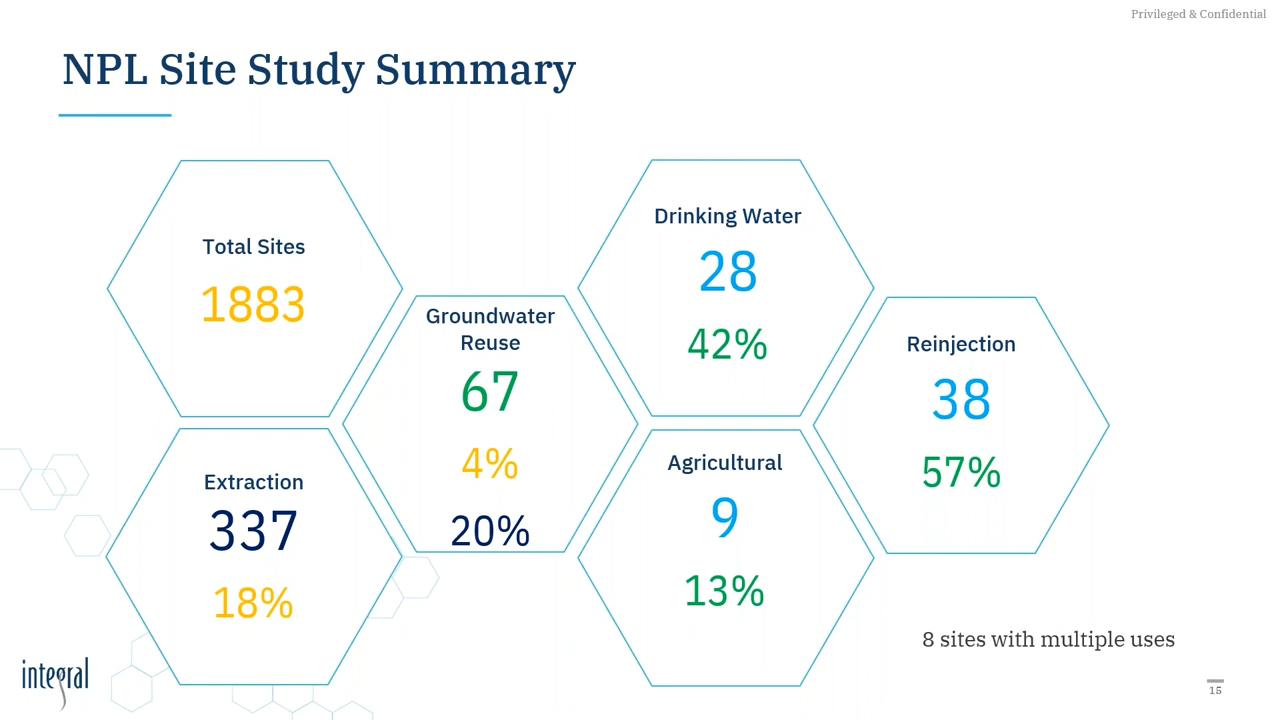 Privileged & Confidential
NPL Site Study Summary
Total Sites
1883
Extraction
337
18%
Groundwater
Reuse
67
4%
20%
Drinking Water
28
42%
Agricultural
9
13%
Reinjection
38
57%
8 sites with multiple uses
integral
15